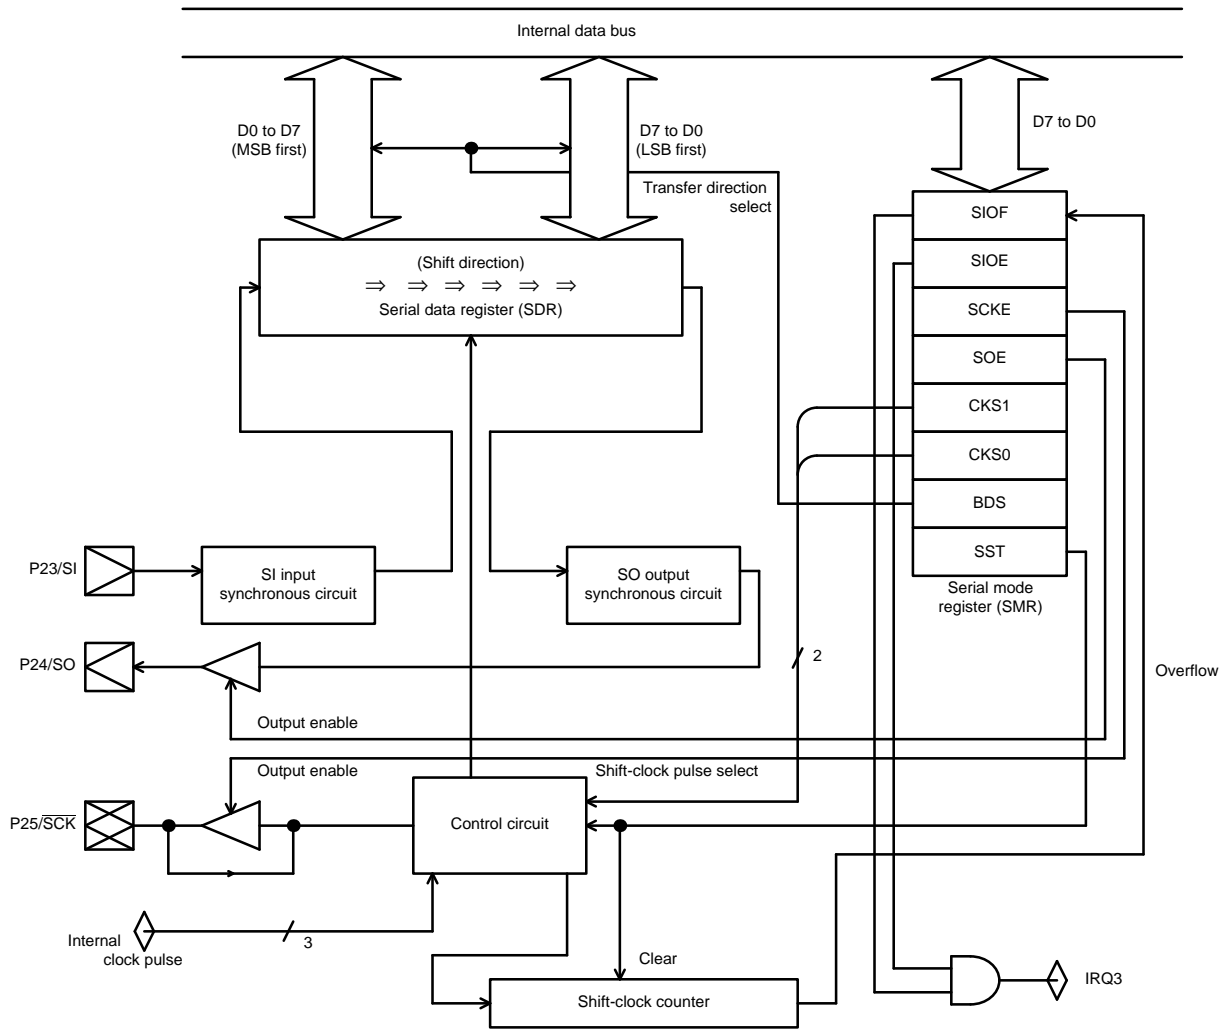 Internal data bus
D0 to D7
(MSB first)
D7 to D0
(LSB first)
D7 to D0
Transfer direction
select
SIOF
SIOE
SCKE
SOE
CKS1
CKS0
BDS
SST
Serial mode
register (SMR)
(Shift direction)
⇒ ⇒ ⇒ ⇒ ⇒ ⇒
Serial data register (SDR)
P23/SI
SI input
synchronous circuit
SO output
synchronous circuit
P24/SO
2
Overflow
Output enable
Output enable
Shift-clock pulse select
P25/S̅C̅K̅
Control circuit
Internal
clock pulse
3
Clear
Shift-clock counter
IRQ3